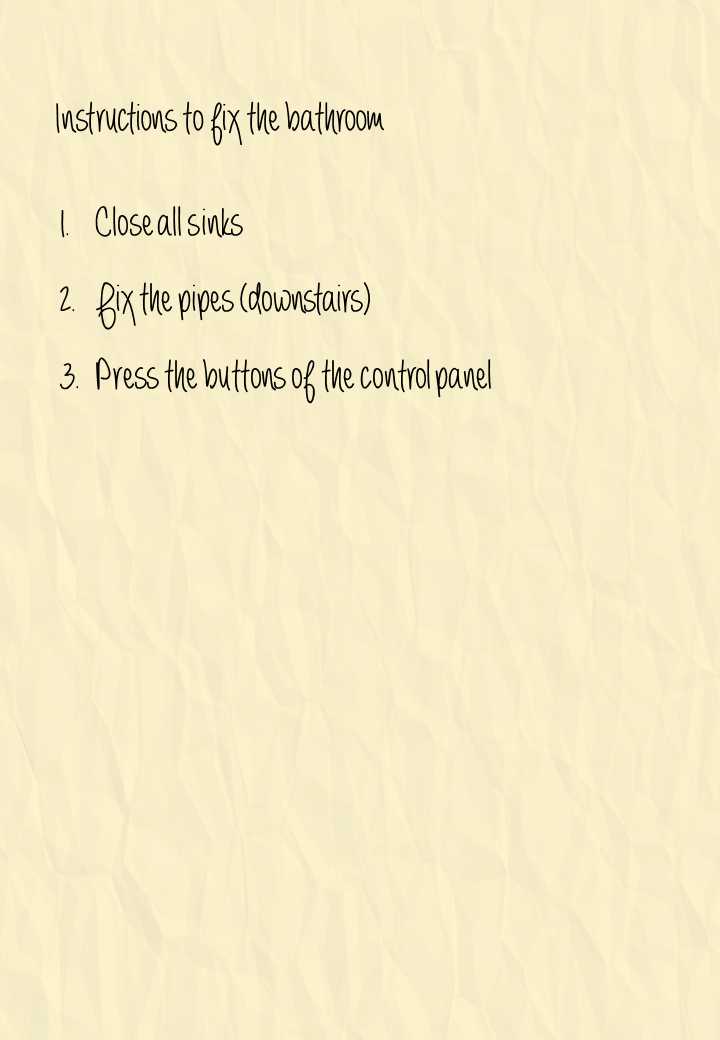 Instructions to fix the bathroom
1. Close all sinks
2. Fix the pipes (downstairs)
3. Press the buttons of the control panel